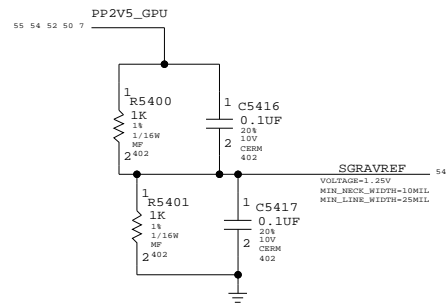 PP2V5_GPU
55 54 52 50 7
1
R5400
1K
1%
1/16W
MF
2 402
1
C5416
0.1UF
20%
10V
2
CERM
402
SGRAVREF
54
VOLTAGE=1.25V
MIN_NECK_WIDTH=10MIL
MIN_LINE_WIDTH=25MIL
1
R5401
1K
1%
1/16W
MF
2 402
1
C5417
0.1UF
20%
10V
2
CERM
402